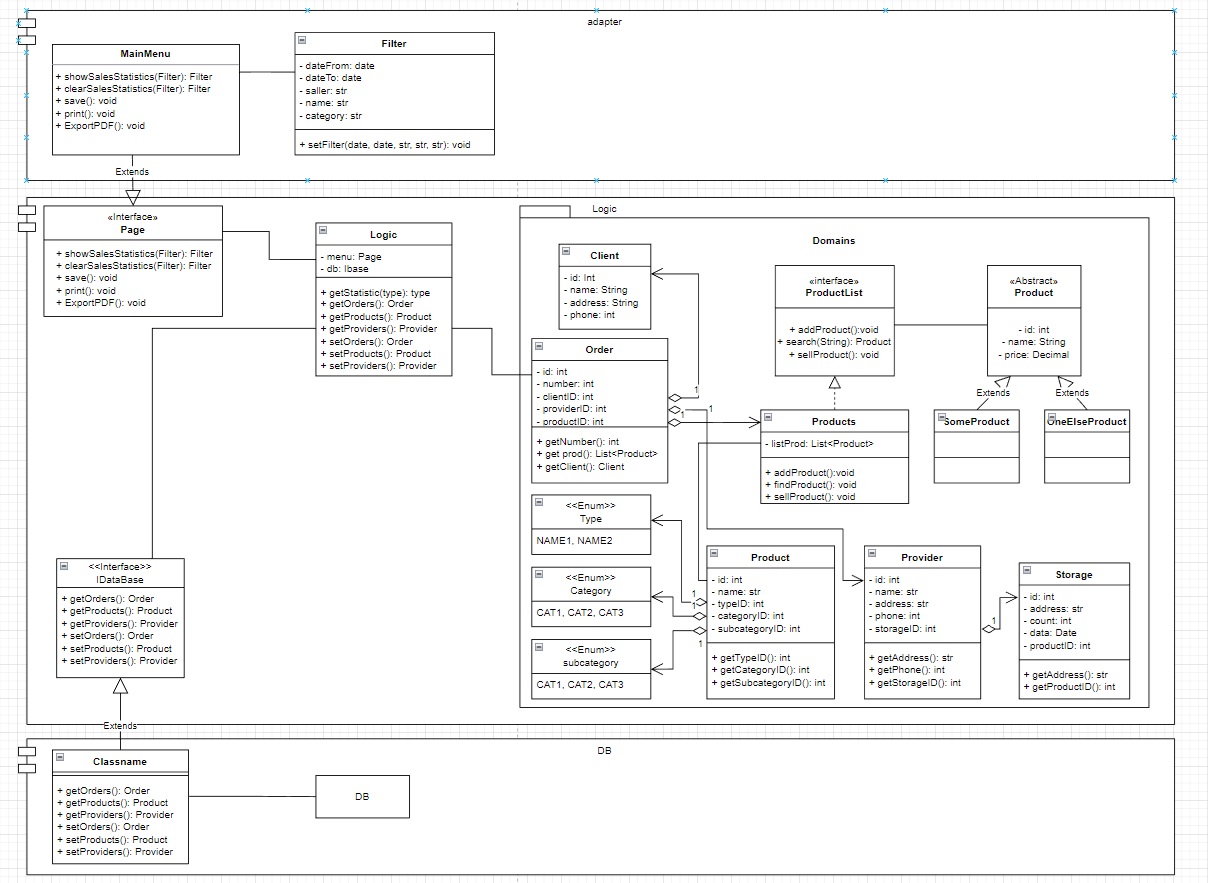 adapter
MainMenu
+ showSalesStatistics(Filter): Filter
+ clearSalesStatistics(Filter): Filter
+ save(): void
+ print(): void
+ ExportPDF(): void
Filter
- dateFrom: date
- dateTo: date
- saller: str
- name: str
- category: str
+ setFilter(date, date, str, str, str): void
Extends
Logic
«Interface»
Page
+ showSalesStatistics(Filter): Filter
+ clearSalesStatistics(Filter): Filter
+ save(): void
+ print(): void
+ ExportPDF(): void
Logic
- menu: Page
- db: Ibase
+ getStatistic(type): type
+ getOrders(): Order
+ getProducts(): Product
+ getProviders(): Provider
+ setOrders(): Order
+ setProducts(): Product
+ setProviders(): Provider
Domains
Client
- id: Int
- name: String
- address: String
- phone: int
«interface»
ProductList
+ addProduct():void
+ search(String): Product
+ sellProduct(): void
«Abstract»
Product
- id: int
- name: String
- price: Decimal
Order
- id: int
- number: int
- clientID: int
- providerID: int
- productID: int
+ getNumber(): int
+ get prod(): List<Product>
+ getClient(): Client
1
1
1
Extends
Extends
Products
- listProd: List<Product>
+ addProduct():void
+ findProduct(): void
+ sellProduct(): void
SomeProduct
OneElseProduct
<<Enum>>
Type
NAME1, NAME2
<<Enum>>
Category
CAT1, CAT2, CAT3
<<Enum>>
subcategory
CAT1, CAT2, CAT3
1
1
1
Product
- id: int
- name: str
- typeID: int
- categoryID: int
- subcategoryID: int
+ getTypeID(): int
+ getCategoryID(): int
+ getSubcategoryID(): int
Provider
- id: int
- name: str
- address: str
- phone: int
- storageID: int
+ getAddress(): str
+ getPhone(): int
+ getStorageID(): int
1
Storage
- id: int
- address: str
- count: int
- data: Date
- productID: int
+ getAddress(): str
+ getProductID(): int
<<Interface>>
IDataBase
+ getOrders(): Order
+ getProducts(): Product
+ getProviders(): Provider
+ setOrders(): Order
+ setProducts(): Product
+ setProviders(): Provider
Extends
DB
Classname
+ getOrders(): Order
+ getProducts(): Product
+ getProviders(): Provider
+ setOrders(): Order
+ setProducts(): Product
+ setProviders(): Provider
DB